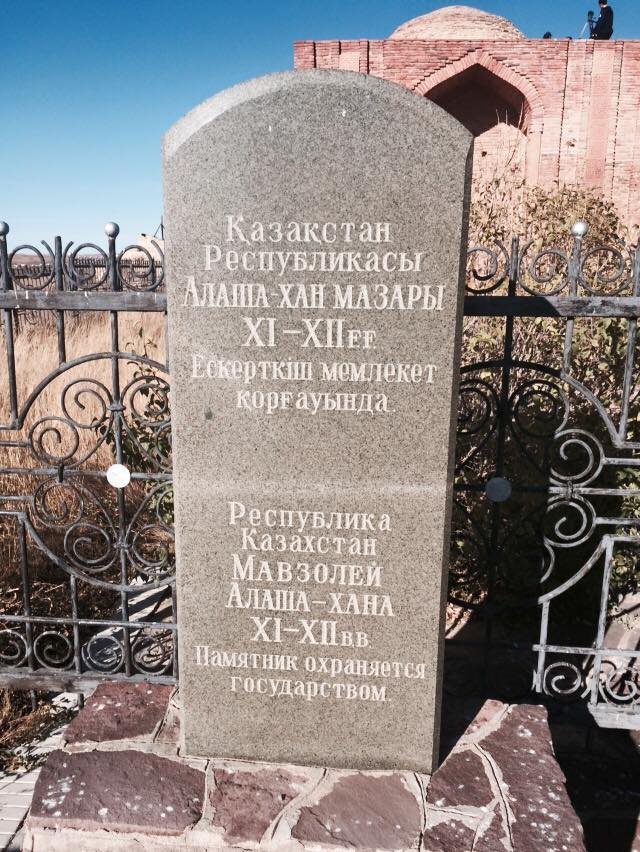 Қазақстан
Республикасы
АЛАША-ХАН МАЗАРЫ
XI–XIIғғ.
Ескерткіш мемлекет
қорғауында.
Республика
Казахстан
МАВЗОЛЕЙ
АЛАША–ХАНА
XI–XIIвв.
Памятник охраняется
государством.